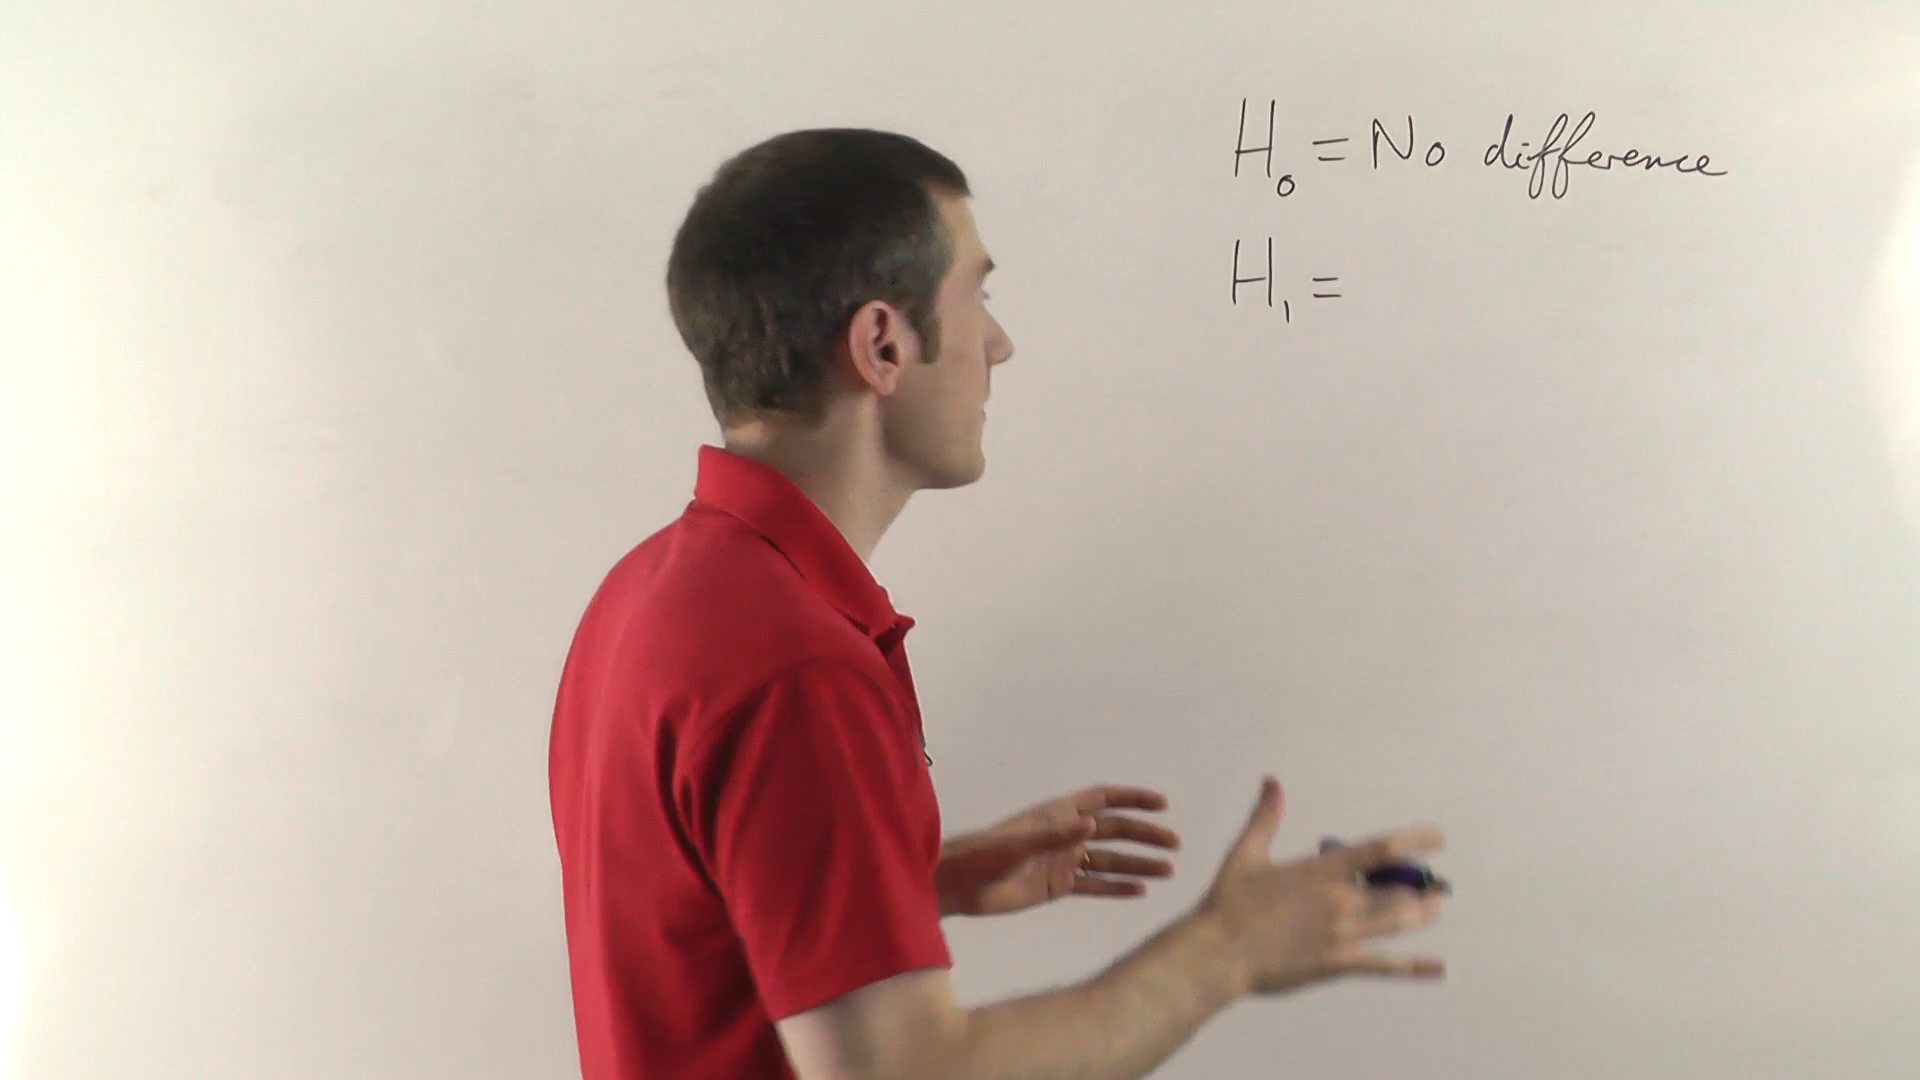 H₀ = No difference
H₁ =